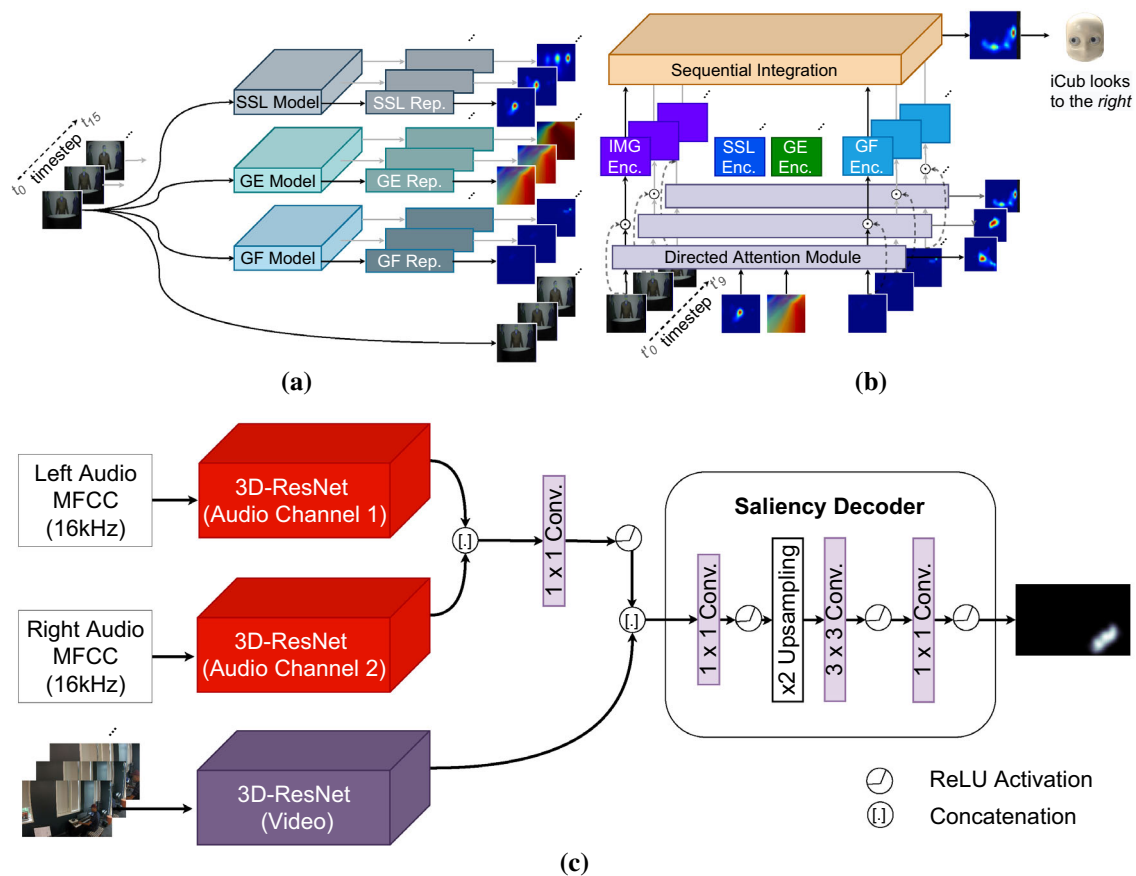 SSL Model
SSL Rep.
GE Model
GE Rep.
GF Model
GF Rep.
t0 timestep t15
(a)
Sequential Integration
iCub looks
to the right
IMG
Enc.
SSL
Enc.
GE
Enc.
GF
Enc.
Directed Attention Module
t'0 timestep t'9
(b)
Left Audio
MFCC
(16kHz)
3D-ResNet
(Audio Channel 1)
Right Audio
MFCC
(16kHz)
3D-ResNet
(Audio Channel 2)
3D-ResNet
(Video)
[.]
1 x 1 Conv.
[.]
Saliency Decoder
1 x 1 Conv.
x2 Upsampling
3 x 3 Conv.
1 x 1 Conv.
ReLU Activation
[.] Concatenation
(c)